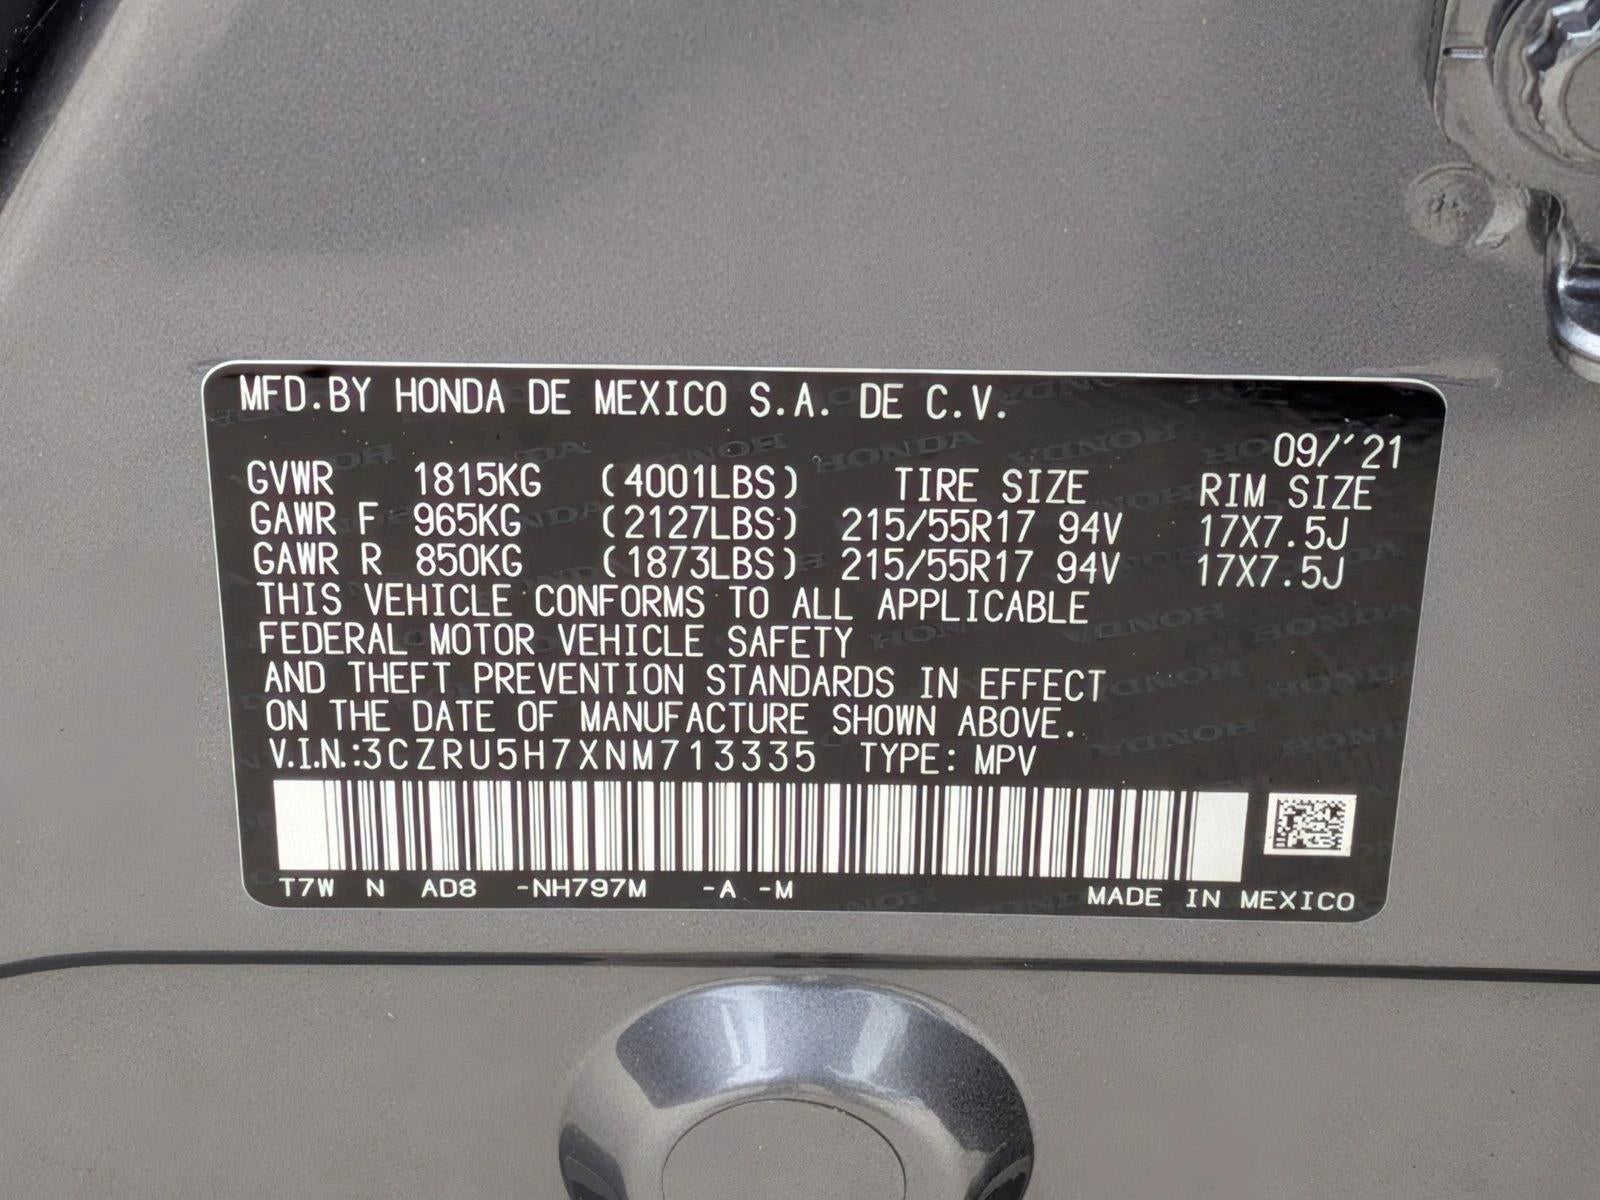 MFD.BY HONDA DE MEXICO S.A. DE C.V.
09/'21
GVWR 1815KG (4001LBS) TIRE SIZE RIM SIZE
GAWR F 965KG (2127LBS) 215/55R17 94V 17X7.5J
GAWR R 850KG (1873LBS) 215/55R17 94V 17X7.5J
THIS VEHICLE CONFORMS TO ALL APPLICABLE
FEDERAL MOTOR VEHICLE SAFETY
AND THEFT PREVENTION STANDARDS IN EFFECT
ON THE DATE OF MANUFACTURE SHOWN ABOVE.
V.I.N.:3CZRU5H7XNM713335 TYPE: MPV
T7W N AD8 -NH797M -A -M MADE IN MEXICO